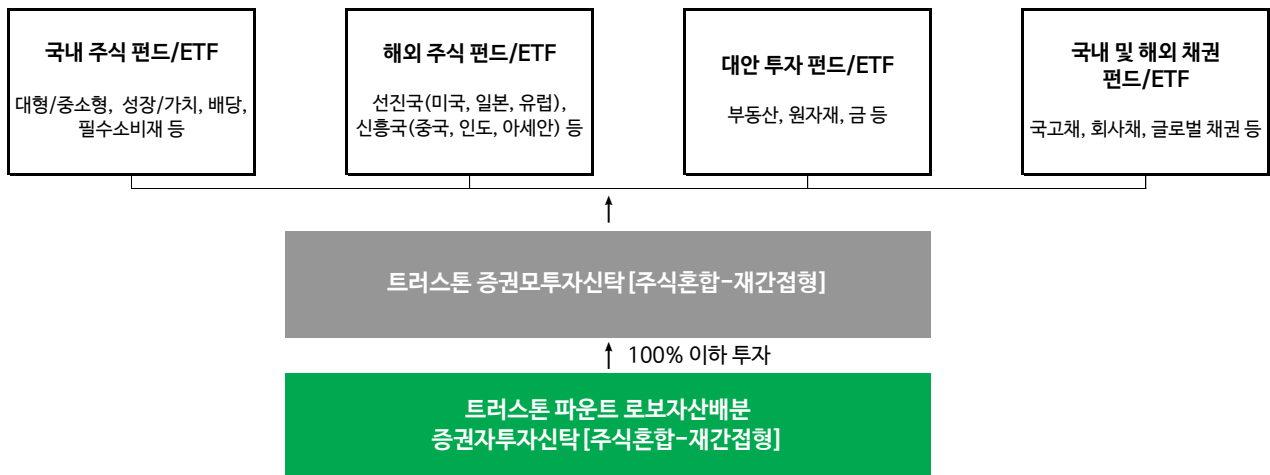 국내 주식 펀드/ETF
대형/중소형, 성장/가치, 배당,
필수소비재 등
해외 주식 펀드/ETF
선진국(미국, 일본, 유럽),
신흥국(중국, 인도, 아세안) 등
대안 투자 펀드/ETF
부동산, 원자재, 금 등
국내 및 해외 채권
펀드/ETF
국고채, 회사채, 글로벌 채권 등
트러스톤 증권모투자신탁[주식혼합-재간접형]
100% 이하 투자
트러스톤 파운트 로보자산배분
증권자투자신탁[주식혼합-재간접형]